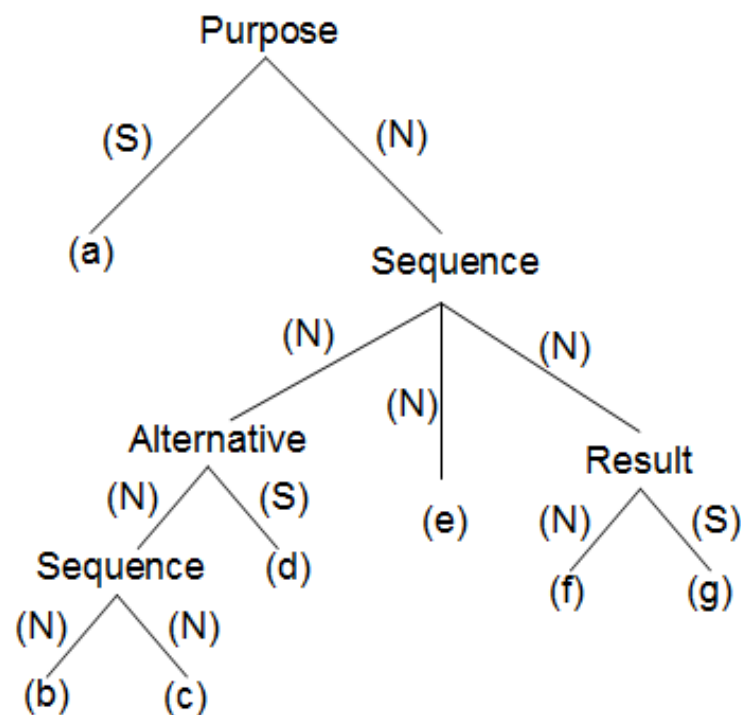 Purpose
(S) (N)
(a)
Sequence
(N) (N) (N)
Alternative
Result
(N) (S)
(e)
(N) (S)
Sequence (d)
(f) (g)
(N) (N)
(b) (c)